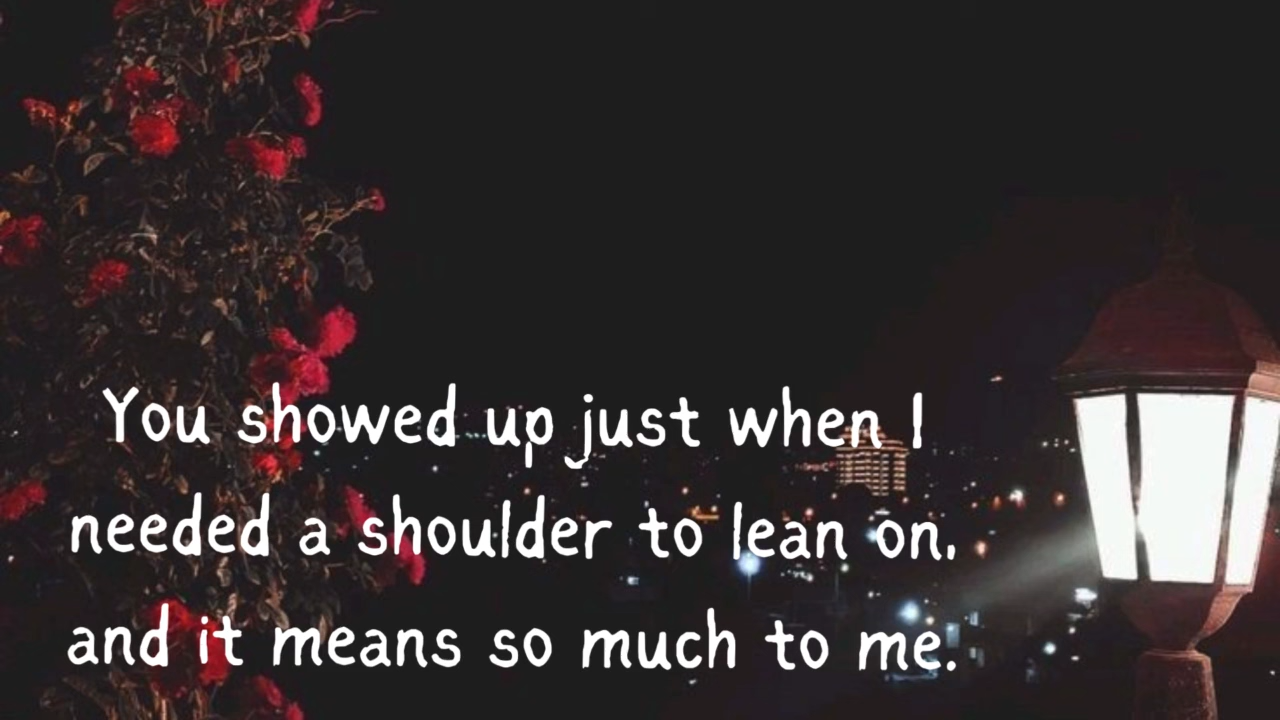 You showed up just when I
needed a shoulder to lean on,
and it means so much to me.